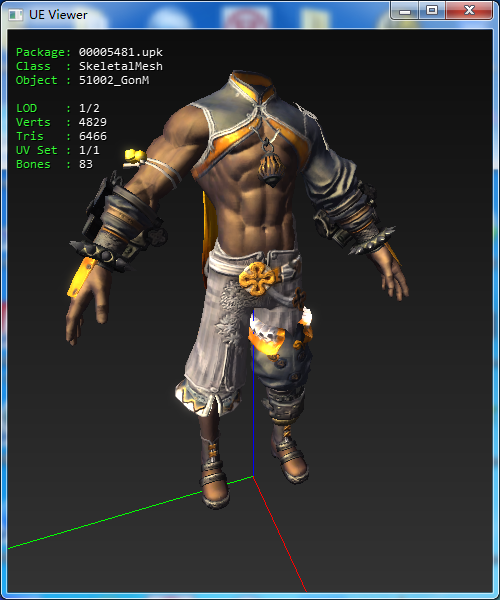 UE Viewer
Package: 00005481.upk
Class : SkeletalMesh
Object : 51002_GonM
LOD : 1/2
Verts : 4829
Tris : 6466
UV Set : 1/1
Bones : 83